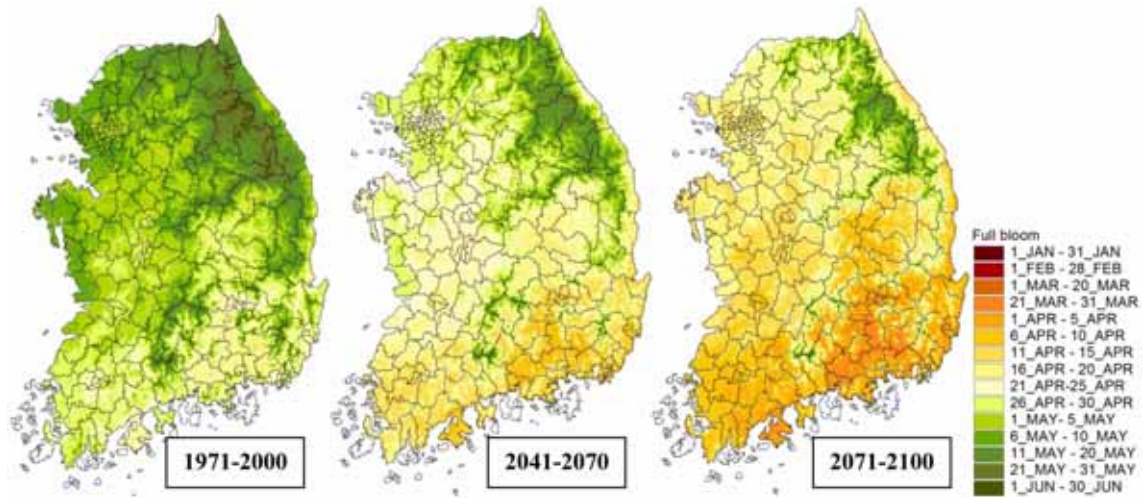 Full bloom
1_JAN - 31_JAN
1_FEB - 28_FEB
1_MAR - 20_MAR
21_MAR - 31_MAR
1_APR - 5_APR
6_APR - 10_APR
11_APR - 15_APR
16_APR - 20_APR
21_APR-25_APR
26_APR - 30_APR
1_MAY- 5_MAY
6_MAY - 10_MAY
11_MAY - 20_MAY
21_MAY - 31_MAY
1_JUN - 30_JUN
1971-2000
2041-2070
2071-2100